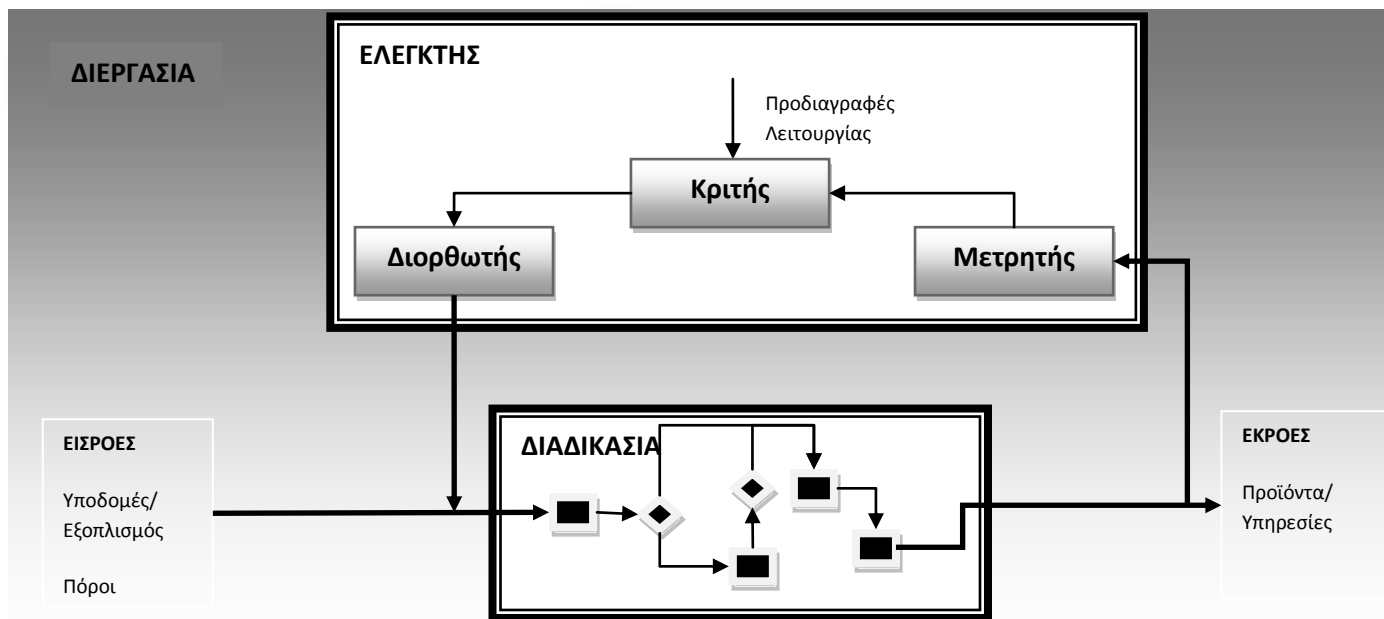 ΔΙΕΡΓΑΣΙΑ
ΕΛΕΓΚΤΗΣ
Προδιαγραφές
Λειτουργίας
Κριτής
Διορθωτής
Μετρητής
ΕΙΣΡΟΕΣ
Υποδομές/
Εξοπλισμός
Πόροι
ΔΙΑΔΙΚΑΣΙΑ
ΕΚΡΟΕΣ
Προϊόντα/
Υπηρεσίες